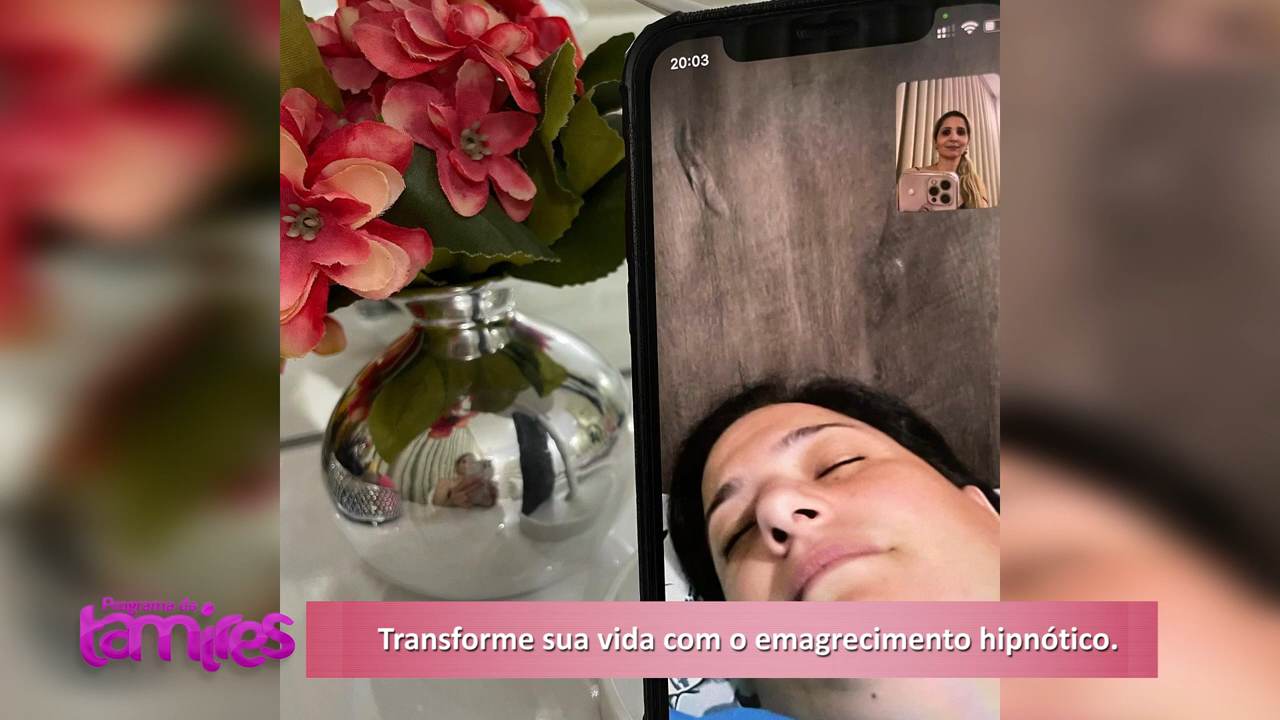 20:03
Programa da
tamires
Transforme sua vida com o emagrecimento hipnótico.